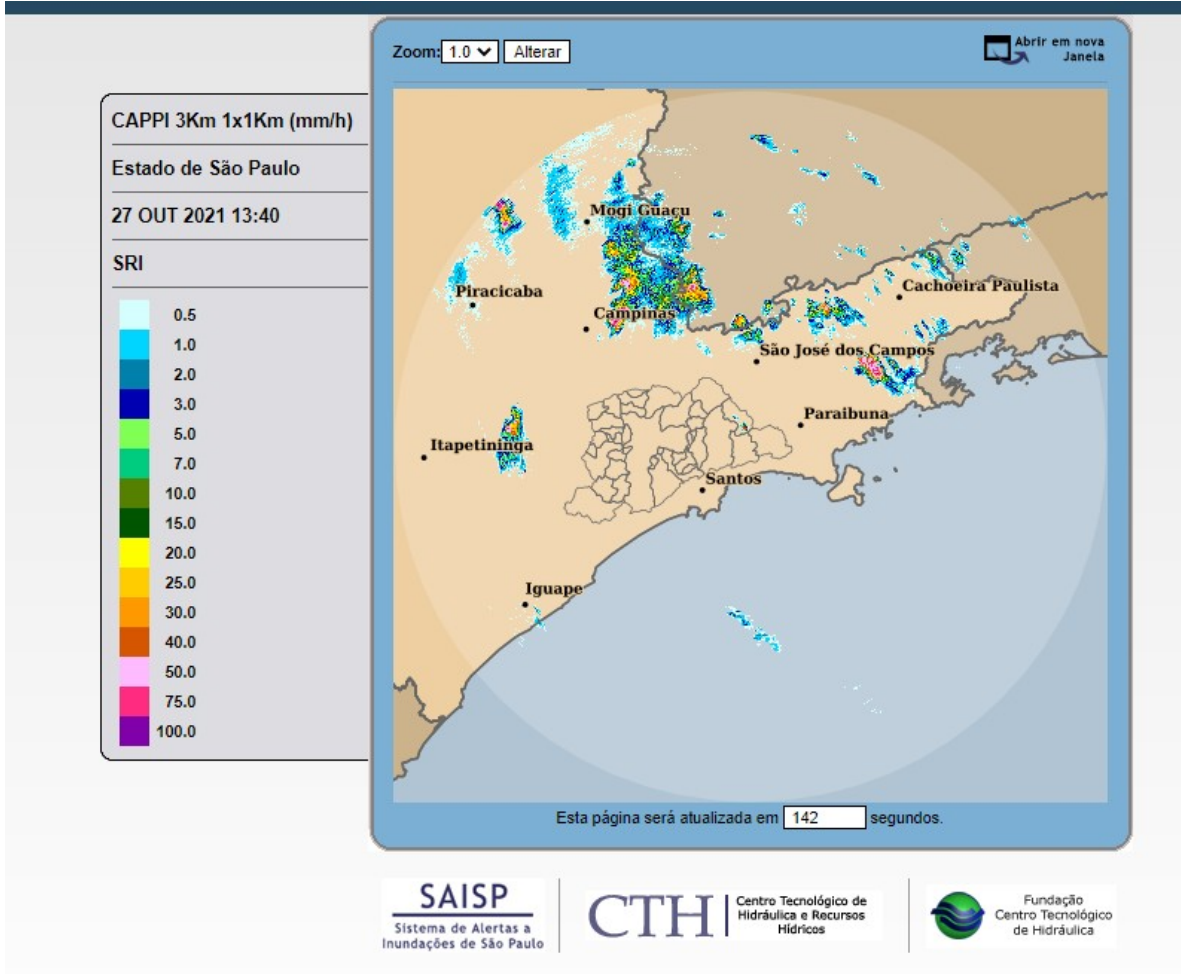 Zoom: 1.0 Alterar
Abrir em nova
Janela
CAPPI 3Km 1x1Km (mm/h)
Estado de São Paulo
27 OUT 2021 13:40
SRI
0.5
1.0
2.0
3.0
5.0
7.0
10.0
15.0
20.0
25.0
30.0
40.0
50.0
75.0
100.0
Mogi Guaçu
Piracicaba
Cachoeira Paulista
Campinas
São José dos Campos
Paraibuna
Itapetininga
Santos
Iguape
Esta página será atualizada em 142 segundos.
SAISP
Sistema de Alertas a
Inundações de São Paulo
CTH
Centro Tecnológico de
Hidráulica e Recursos
Hídricos
Fundação
Centro Tecnológico
de Hidráulica